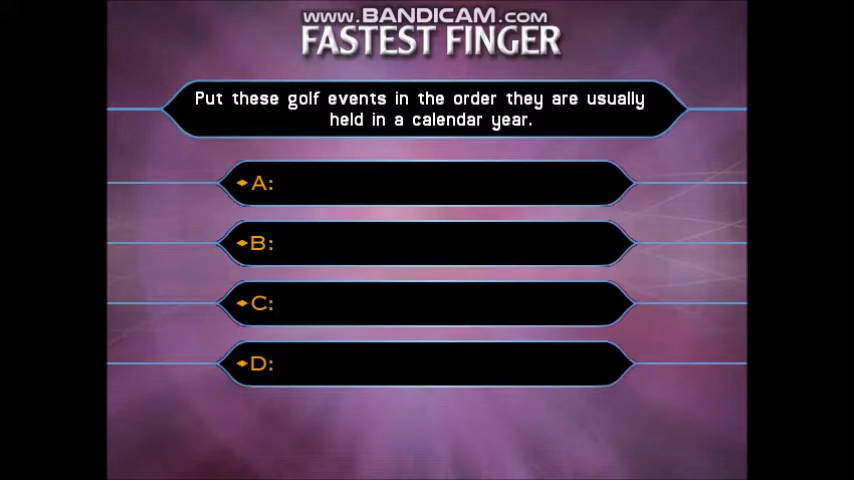 www.BANDICAM.com
FASTEST FINGER
Put these golf events in the order they are usually
held in a calendar year.
A:
B:
C:
D: